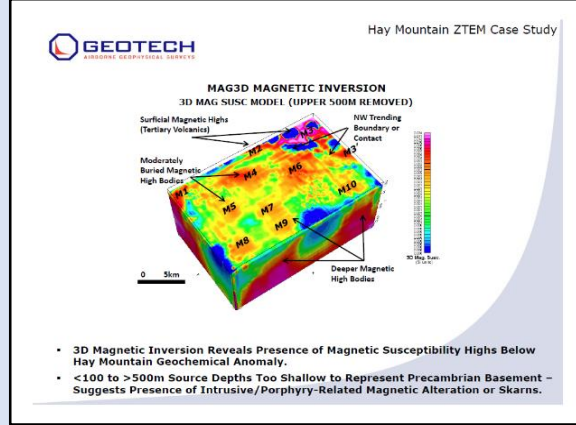 Hay Mountain ZTEM Case Study
GEOTECH
AIRBORNE GEOPHYSICAL SURVEYS
MAG3D MAGNETIC INVERSION
3D MAG SUSC MODEL (UPPER 500M REMOVED)
Surficial Magnetic Highs
(Tertiary Volcanics)
NW Trending
Boundary or
Contact
Moderately
Buried Magnetic
High Bodies
M3
M2
M3'
M4
M6
M1
M10
M5
M7
M9
M8
3D Mag. Susc.
0 5km
Deeper Magnetic
High Bodies
▪ 3D Magnetic Inversion Reveals Presence of Magnetic Susceptibility Highs Below
Hay Mountain Geochemical Anomaly.
▪ <100 to >500m Source Depths Too Shallow to Represent Precambrian Basement –
Suggests Presence of Intrusive/Porphyry-Related Magnetic Alteration or Skarns.